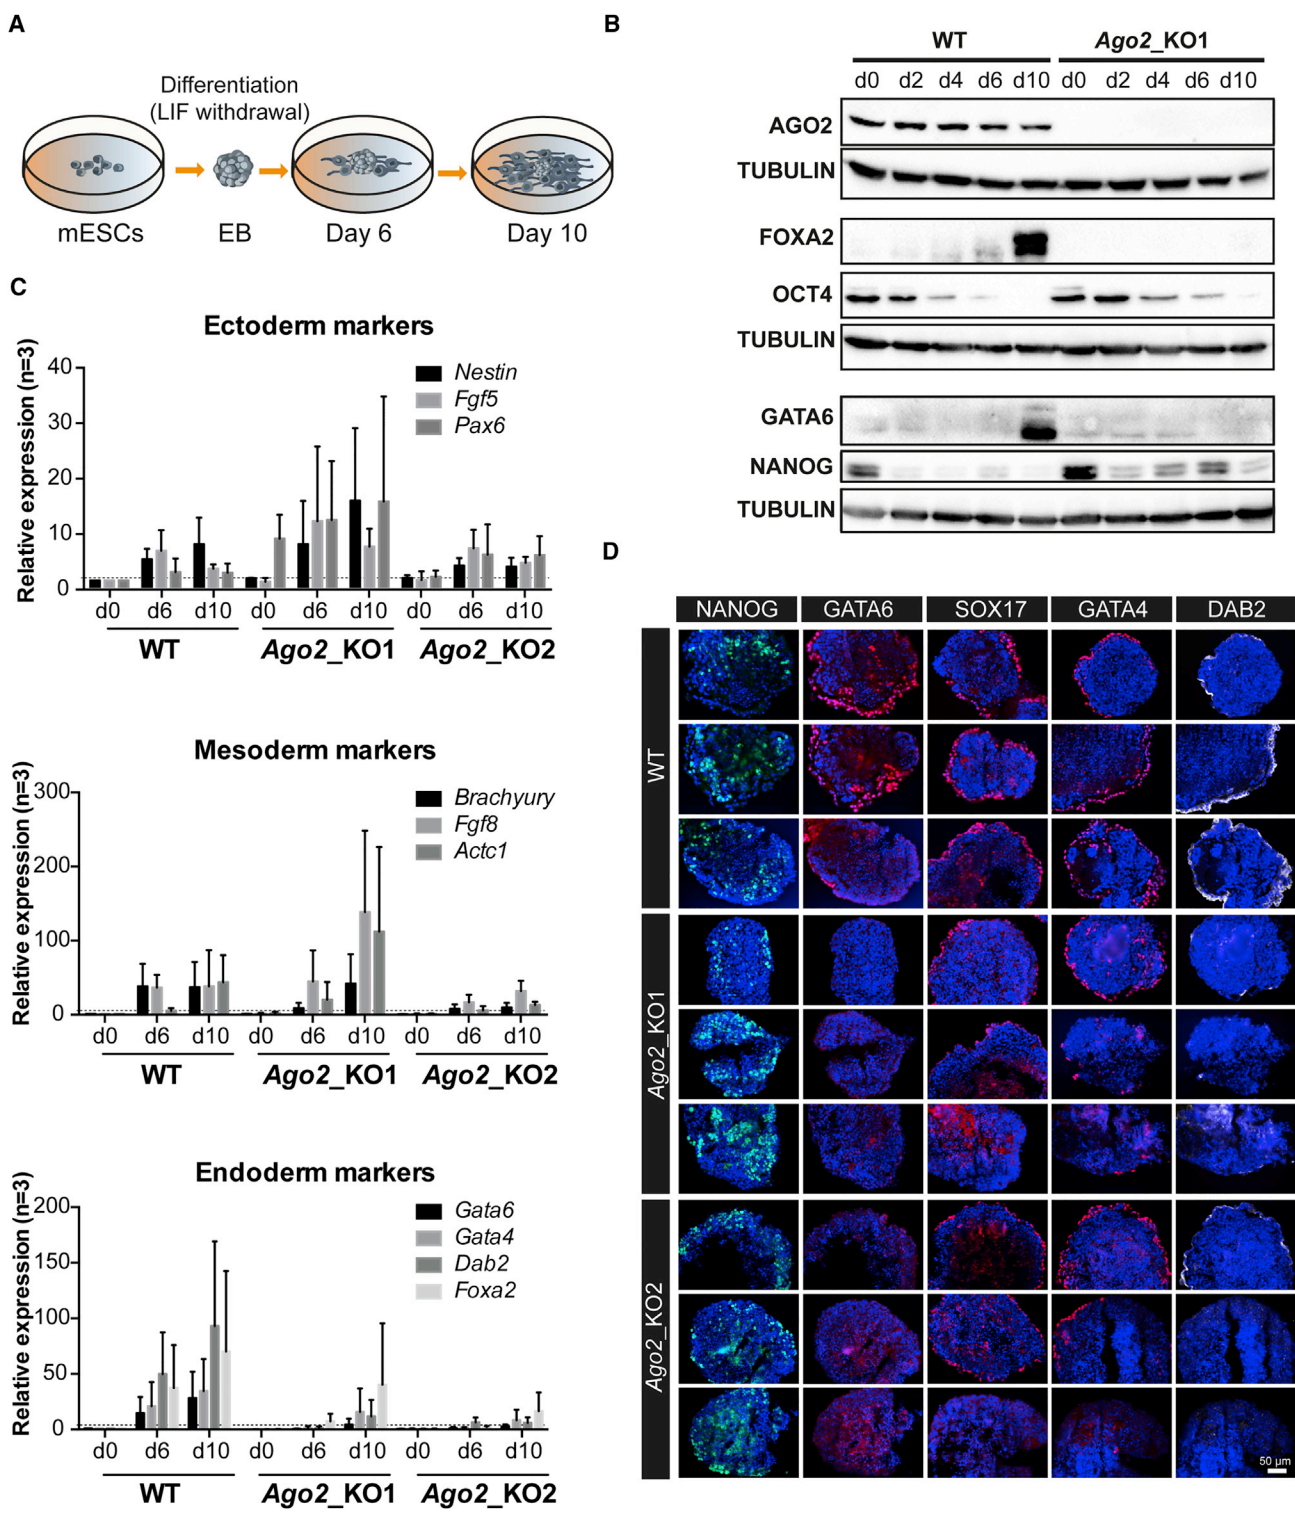 A
Differentiation
(LIF withdrawal)
mESCs
EB
Day 6
Day 10
B
WT
Ago2_KO1
d0 d2 d4 d6 d10 d0 d2 d4 d6 d10
AGO2
TUBULIN
FOXA2
OCT4
TUBULIN
GATA6
NANOG
TUBULIN
C
Ectoderm markers
Relative expression (n=3)
40
30
20
10
0
Nestin
Fgf5
Pax6
d0 d6 d10 d0 d6 d10 d0 d6 d10
WT Ago2_KO1 Ago2_KO2
Mesoderm markers
Relative expression (n=3)
300
200
100
0
Brachyury
Fgf8
Actc1
d0 d6 d10 d0 d6 d10 d0 d6 d10
WT Ago2_KO1 Ago2_KO2
Endoderm markers
Relative expression (n=3)
200
150
100
50
0
Gata6
Gata4
Dab2
Foxa2
d0 d6 d10 d0 d6 d10 d0 d6 d10
WT Ago2_KO1 Ago2_KO2
D
NANOG GATA6 SOX17 GATA4 DAB2
WT
Ago2_KO1
Ago2_KO2
50 µm